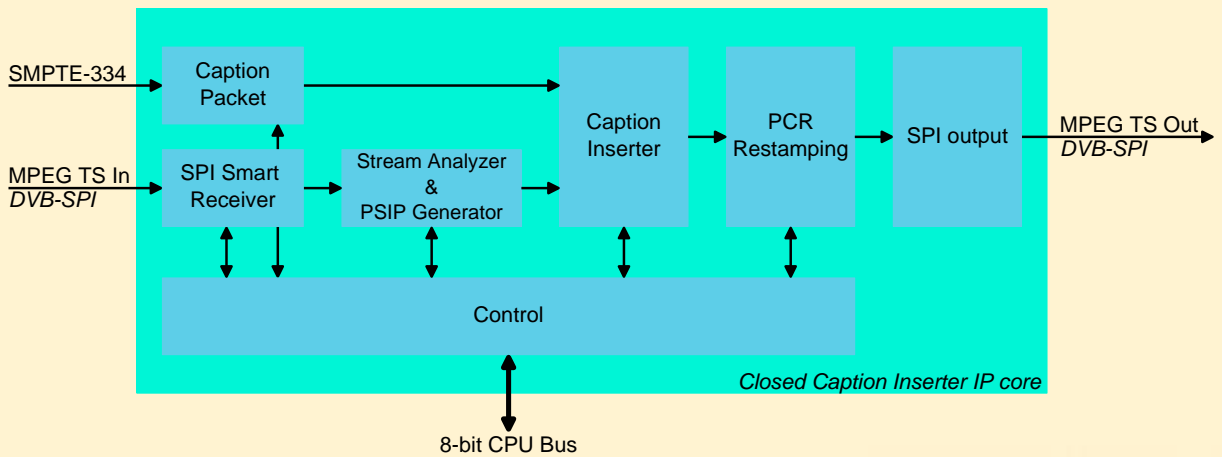 SMPTE-334
Caption
Packet
MPEG TS In
DVB-SPI
SPI Smart
Receiver
Stream Analyzer
&
PSIP Generator
Caption
Inserter
PCR
Restamping
SPI output
MPEG TS Out
DVB-SPI
Control
Closed Caption Inserter IP core
8-bit CPU Bus